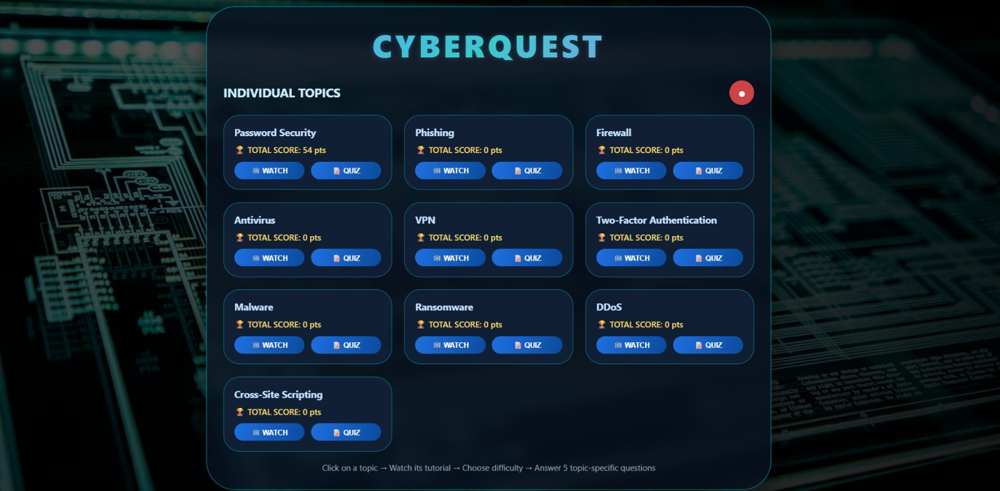 CYBERQUEST
INDIVIDUAL TOPICS
Password Security
🏆 TOTAL SCORE: 54 pts
WATCH
QUIZ
Phishing
🏆 TOTAL SCORE: 0 pts
WATCH
QUIZ
Firewall
🏆 TOTAL SCORE: 0 pts
WATCH
QUIZ
Antivirus
🏆 TOTAL SCORE: 0 pts
WATCH
QUIZ
VPN
🏆 TOTAL SCORE: 0 pts
WATCH
QUIZ
Two-Factor Authentication
🏆 TOTAL SCORE: 0 pts
WATCH
QUIZ
Malware
🏆 TOTAL SCORE: 0 pts
WATCH
QUIZ
Ransomware
🏆 TOTAL SCORE: 0 pts
WATCH
QUIZ
DDoS
🏆 TOTAL SCORE: 0 pts
WATCH
QUIZ
Cross-Site Scripting
🏆 TOTAL SCORE: 0 pts
WATCH
QUIZ
Click on a topic → Watch its tutorial → Choose difficulty → Answer 5 topic-specific questions